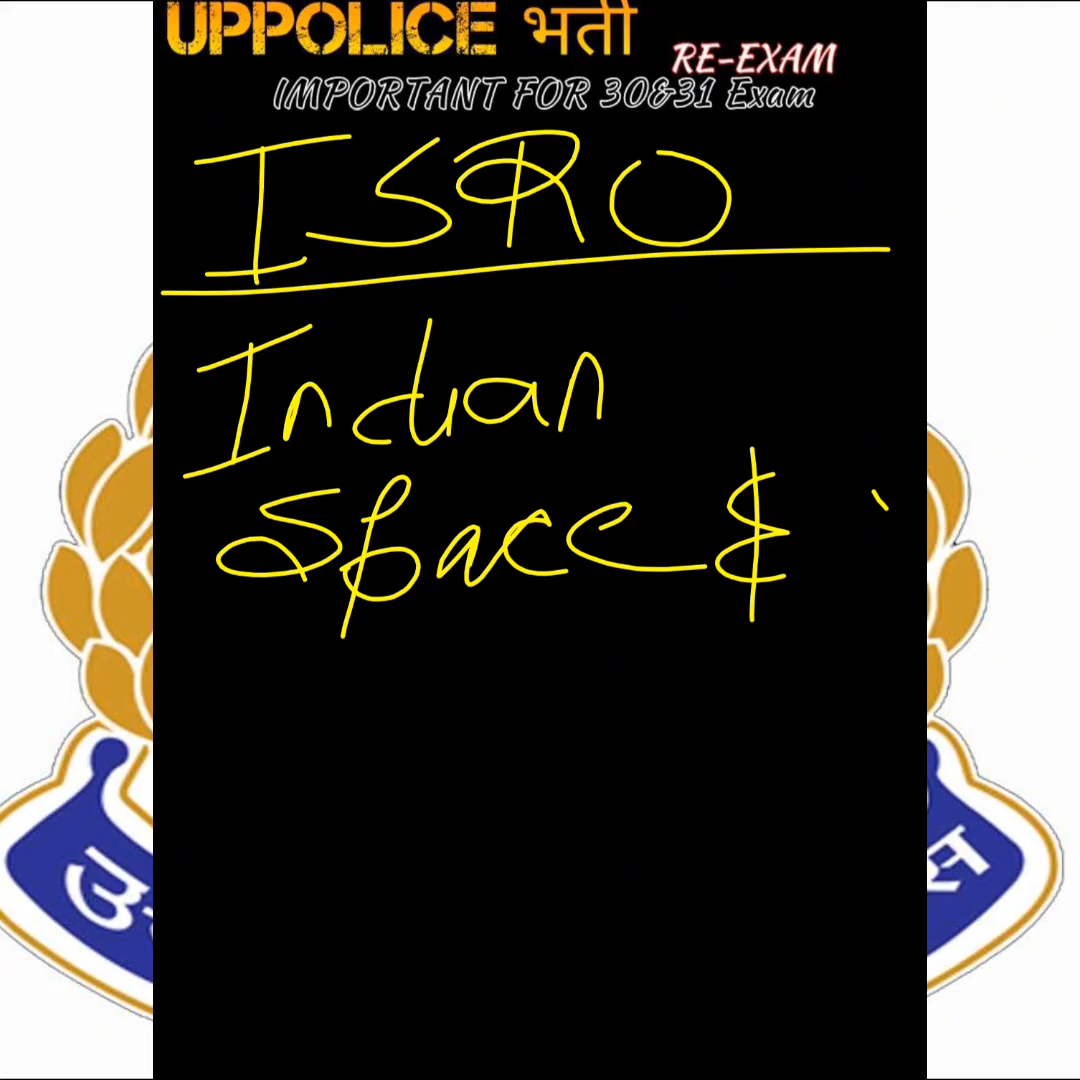 UPPOLICE भर्ती
RE-EXAM
IMPORTANT FOR 30&31 Exam
ISRO
Indian
Space &